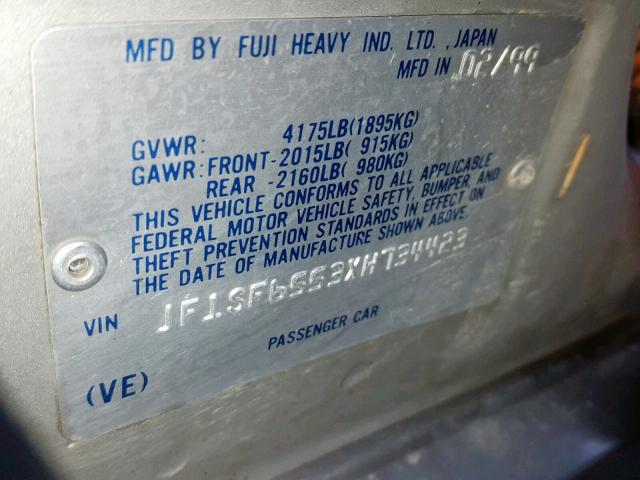 MFD BY FUJI HEAVY IND. LTD., JAPAN
MFD IN 02/99
GVWR: 4175LB(1895KG)
GAWR: FRONT-2015LB( 915KG)
REAR -2160LB( 980KG)
THIS VEHICLE CONFORMS TO ALL APPLICABLE
FEDERAL MOTOR VEHICLE SAFETY, BUMPER, AND
THEFT PREVENTION STANDARDS IN EFFECT ON
THE DATE OF MANUFACTURE SHOWN ABOVE.
VIN JF1SF6553XH734423
PASSENGER CAR
(VE)